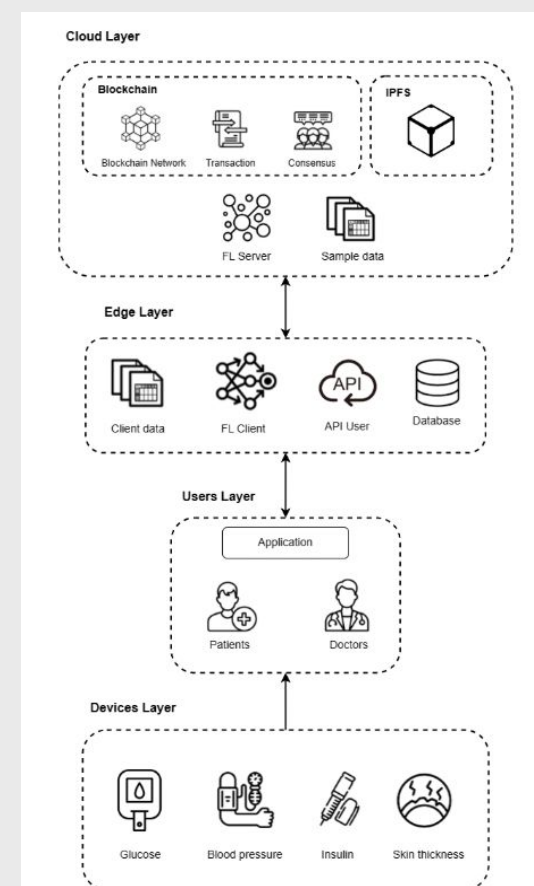 Cloud Layer
Blockchain
IPFS
Blockchain Network
Transaction
Consensus
FL Server
Sample data
Edge Layer
Client data
FL Client
API
API User
Database
Users Layer
Application
Patients
Doctors
Devices Layer
Glucose
Blood pressure
Insulin
Skin thickness